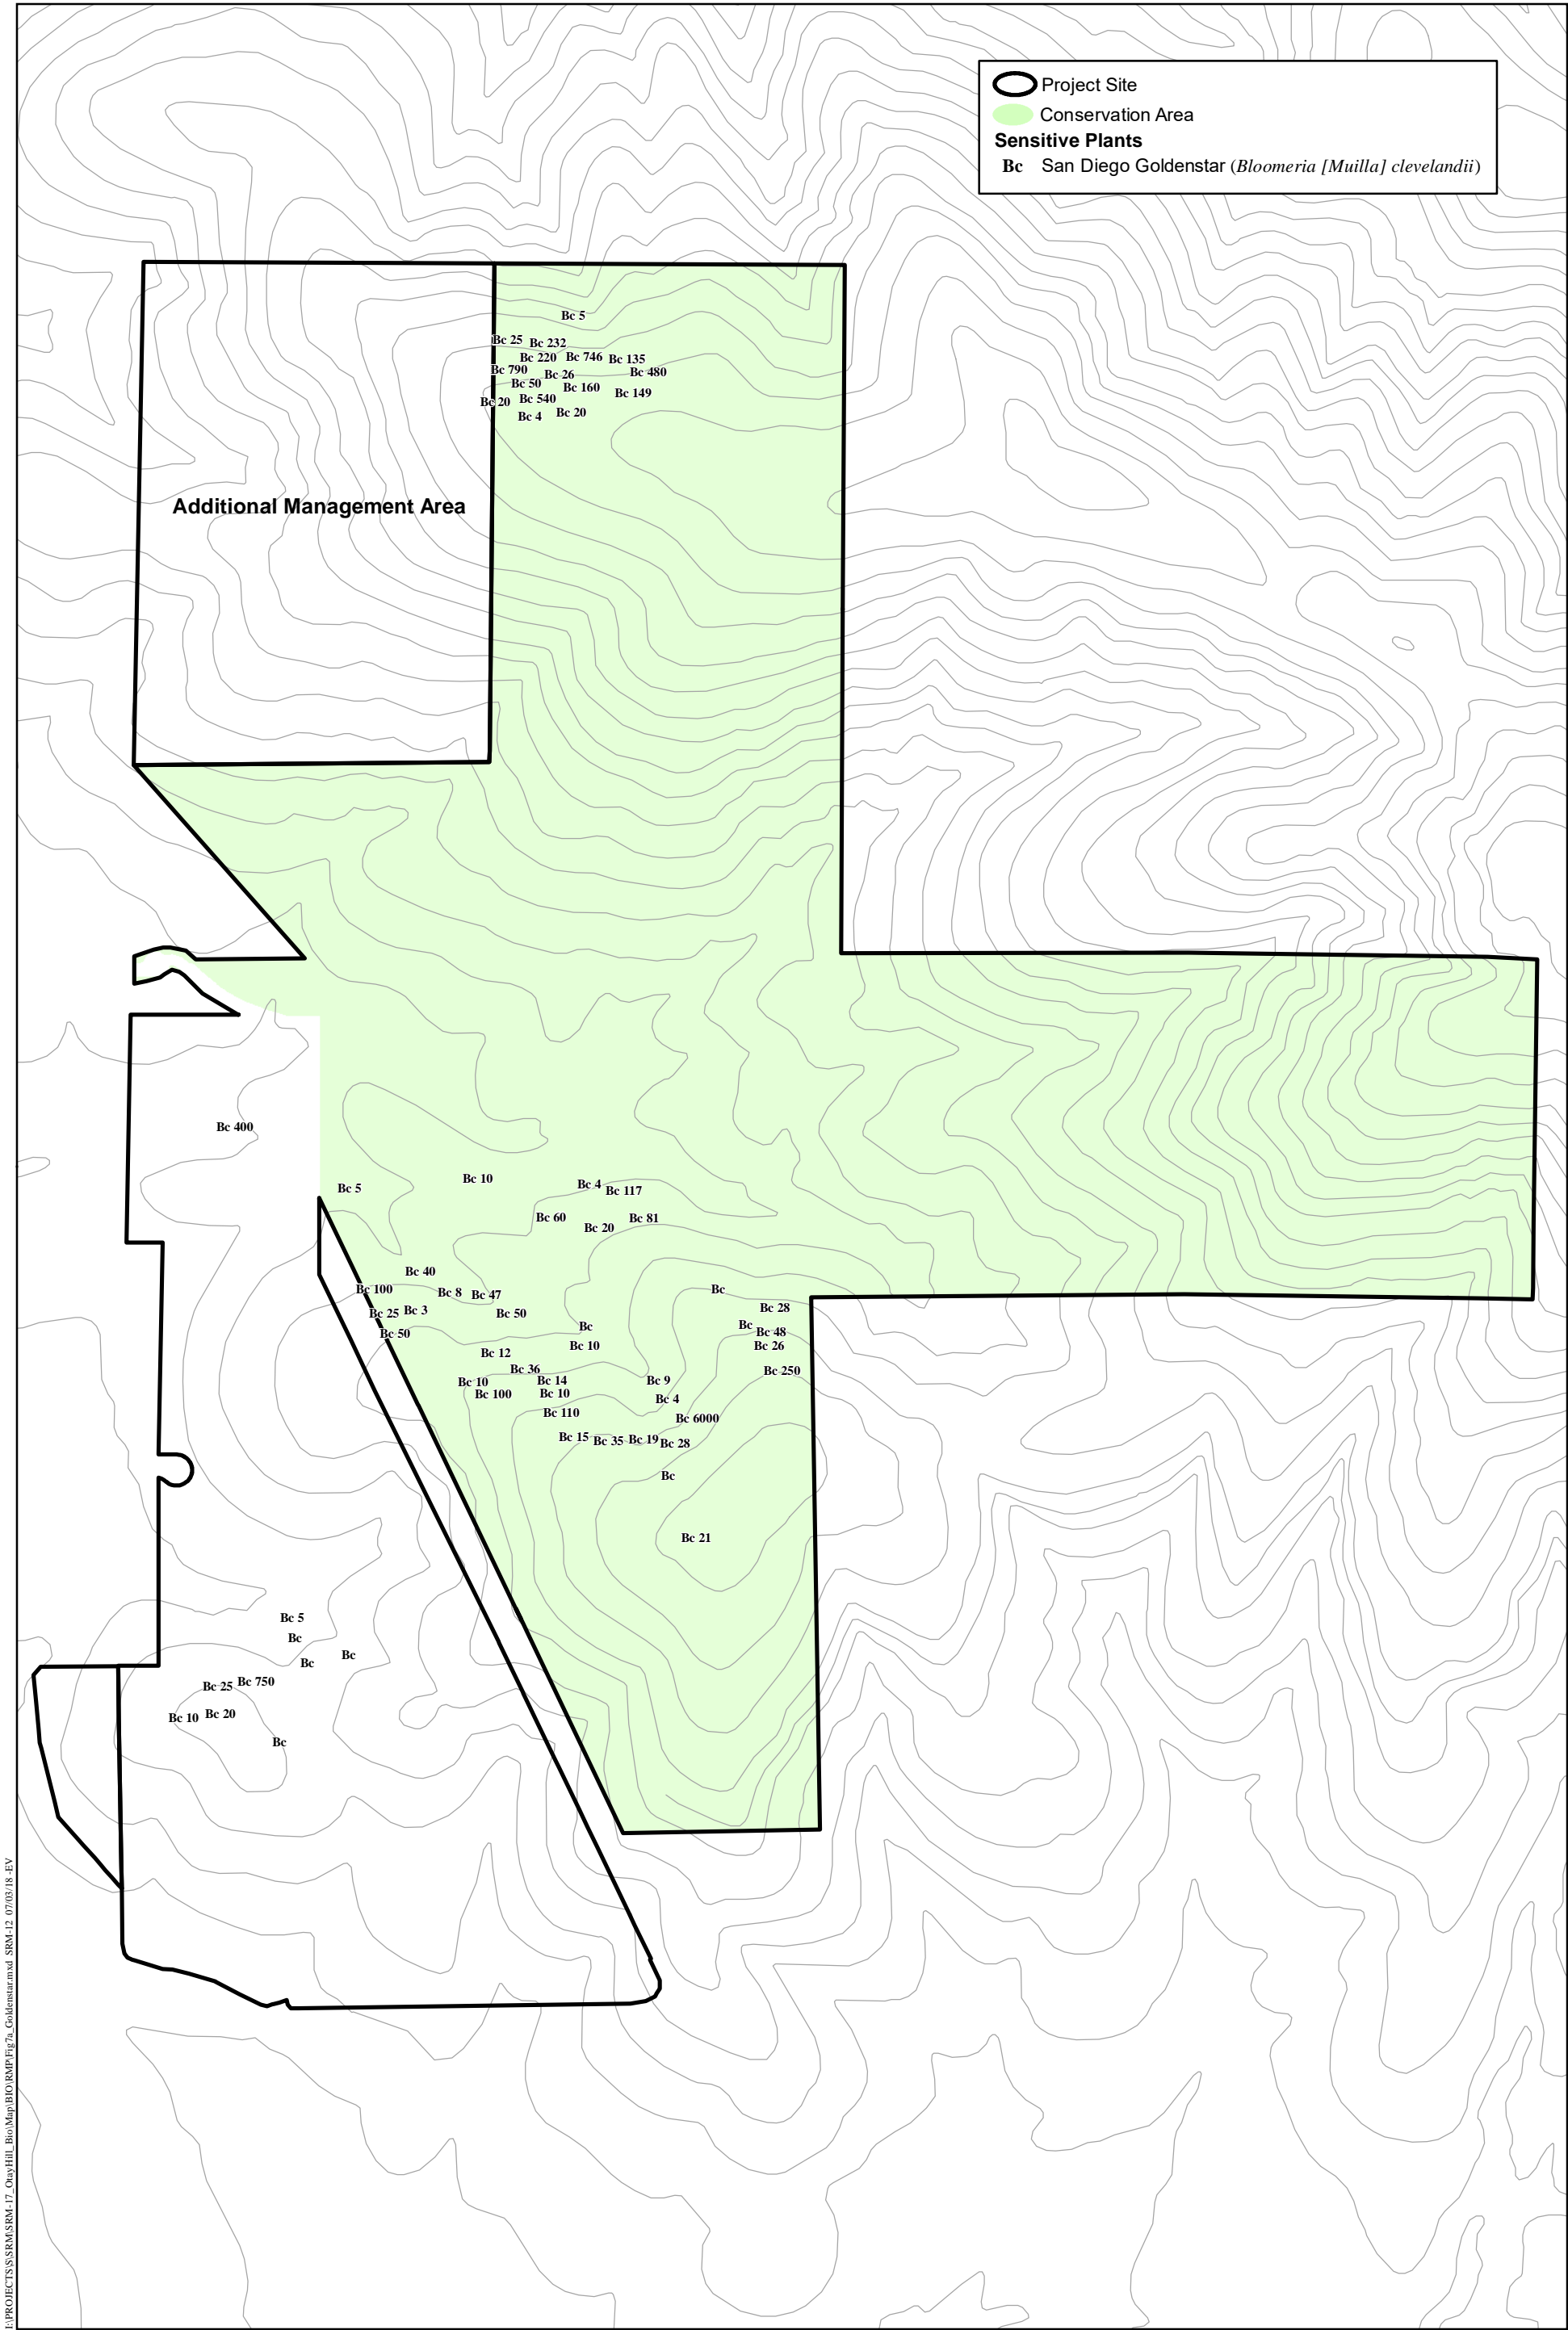 Project Site
Conservation Area
Sensitive Plants
Bc San Diego Goldenstar (Bloomeria [Muilla] clevelandii)
Bc 5
Bc 25
Bc 232
Bc 220
Bc 746
Bc 135
Bc 790
Bc 26
Bc 480
Bc 50
Bc 160
Bc 149
Bc 20
Bc 540
Bc 4
Bc 20
Additional Management Area
Bc 400
Bc 5
Bc 10
Bc 4
Bc 117
Bc 60
Bc 20
Bc 81
Bc 40
Bc 100
Bc 8
Bc 47
Bc
Bc 25
Bc 3
Bc 50
Bc 28
Bc 50
Bc
Bc
Bc 48
Bc 12
Bc 10
Bc 26
Bc 36
Bc 250
Bc 10
Bc 14
Bc 9
Bc 100
Bc 10
Bc 4
Bc 110
Bc 6000
Bc 15
Bc 35
Bc 19
Bc 28
Bc
Bc 21
Bc 5
Bc
Bc
Bc
Bc 25
Bc 750
Bc 10
Bc 20
Bc
I:\PROJECTS\S\SRM\SRM-17_OtayHill_Bio\Map\BIO\RMP\Fig7a_Goldenstar.mxd SRM-12 07/03/18 -EV